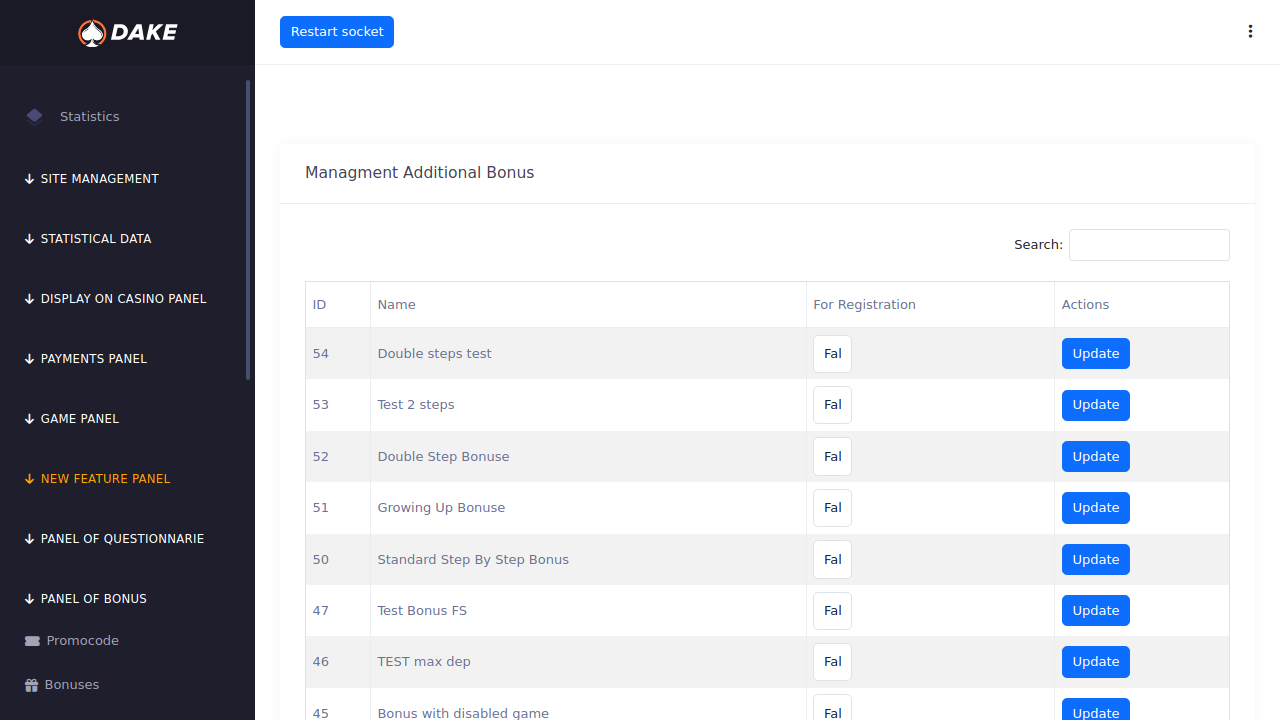 DAKE
Restart socket
Statistics
SITE MANAGEMENT
STATISTICAL DATA
DISPLAY ON CASINO PANEL
PAYMENTS PANEL
GAME PANEL
NEW FEATURE PANEL
PANEL OF QUESTIONNARIE
PANEL OF BONUS
Promocode
Bonuses
Managment Additional Bonus
Search:
ID Name For Registration Actions
54 Double steps test Fal Update
53 Test 2 steps Fal Update
52 Double Step Bonuse Fal Update
51 Growing Up Bonuse Fal Update
50 Standard Step By Step Bonus Fal Update
47 Test Bonus FS Fal Update
46 TEST max dep Fal Update
45 Bonus with disabled game Fal Update